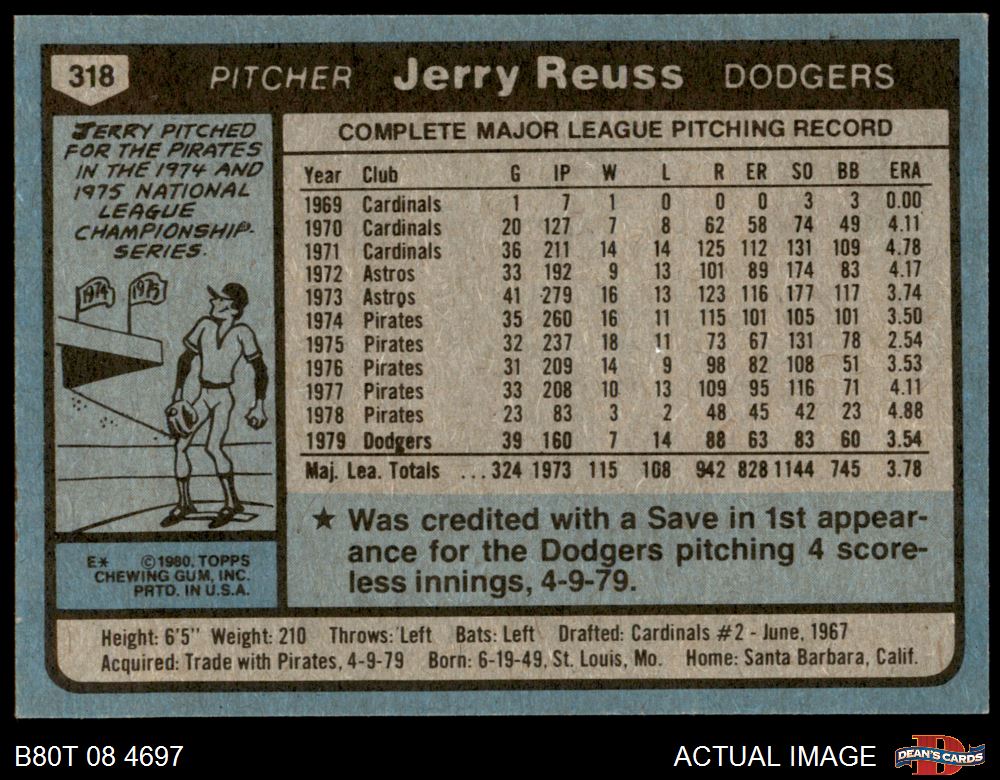 318 PITCHER Jerry Reuss DODGERS
JERRY PITCHED
FOR THE PIRATES
IN THE 1974 AND
1975 NATIONAL
LEAGUE
CHAMPIONSHIP
SERIES.
1974 1975
E* ©1980, TOPPS
CHEWING GUM, INC.
PRTD. IN U.S.A.
COMPLETE MAJOR LEAGUE PITCHING RECORD
Year Club G IP W L R ER SO BB ERA
1969 Cardinals 1 7 1 0 0 0 3 3 0.00
1970 Cardinals 20 127 7 8 62 58 74 49 4.11
1971 Cardinals 36 211 14 14 125 112 131 109 4.78
1972 Astros 33 192 9 13 101 89 174 83 4.17
1973 Astros 41 279 16 13 123 116 177 117 3.74
1974 Pirates 35 260 16 11 115 101 105 101 3.50
1975 Pirates 32 237 18 11 73 67 131 78 2.54
1976 Pirates 31 209 14 9 98 82 108 51 3.53
1977 Pirates 33 208 10 13 109 95 116 71 4.11
1978 Pirates 23 83 3 2 48 45 42 23 4.88
1979 Dodgers 39 160 7 14 88 63 83 60 3.54
Maj. Lea. Totals ...324 1973 115 108 942 828 1144 745 3.78
★ Was credited with a Save in 1st appear-
ance for the Dodgers pitching 4 score-
less innings, 4-9-79.
Height: 6'5" Weight: 210 Throws: Left Bats: Left Drafted: Cardinals #2 - June, 1967
Acquired: Trade with Pirates, 4-9-79 Born: 6-19-49, St. Louis, Mo. Home: Santa Barbara, Calif.
B80T 08 4697 ACTUAL IMAGE D DEAN'S CARDS